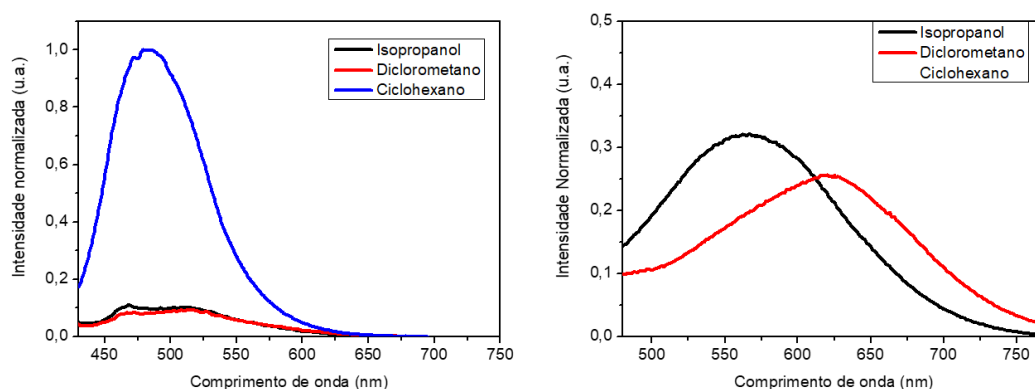 Intensidade normalizada (u.a.)
1,0
0,8
0,6
0,4
0,2
0,0
Isopropanol
Diclorometano
Ciclohexano
450 500 550 600 650 700 750
Comprimento de onda (nm)
Intensidade Normalizada (u.a.)
0,5
0,4
0,3
0,2
0,1
0,0
Isopropanol
Diclorometano
Ciclohexano
500 550 600 650 700 750
Comprimento de onda (nm)